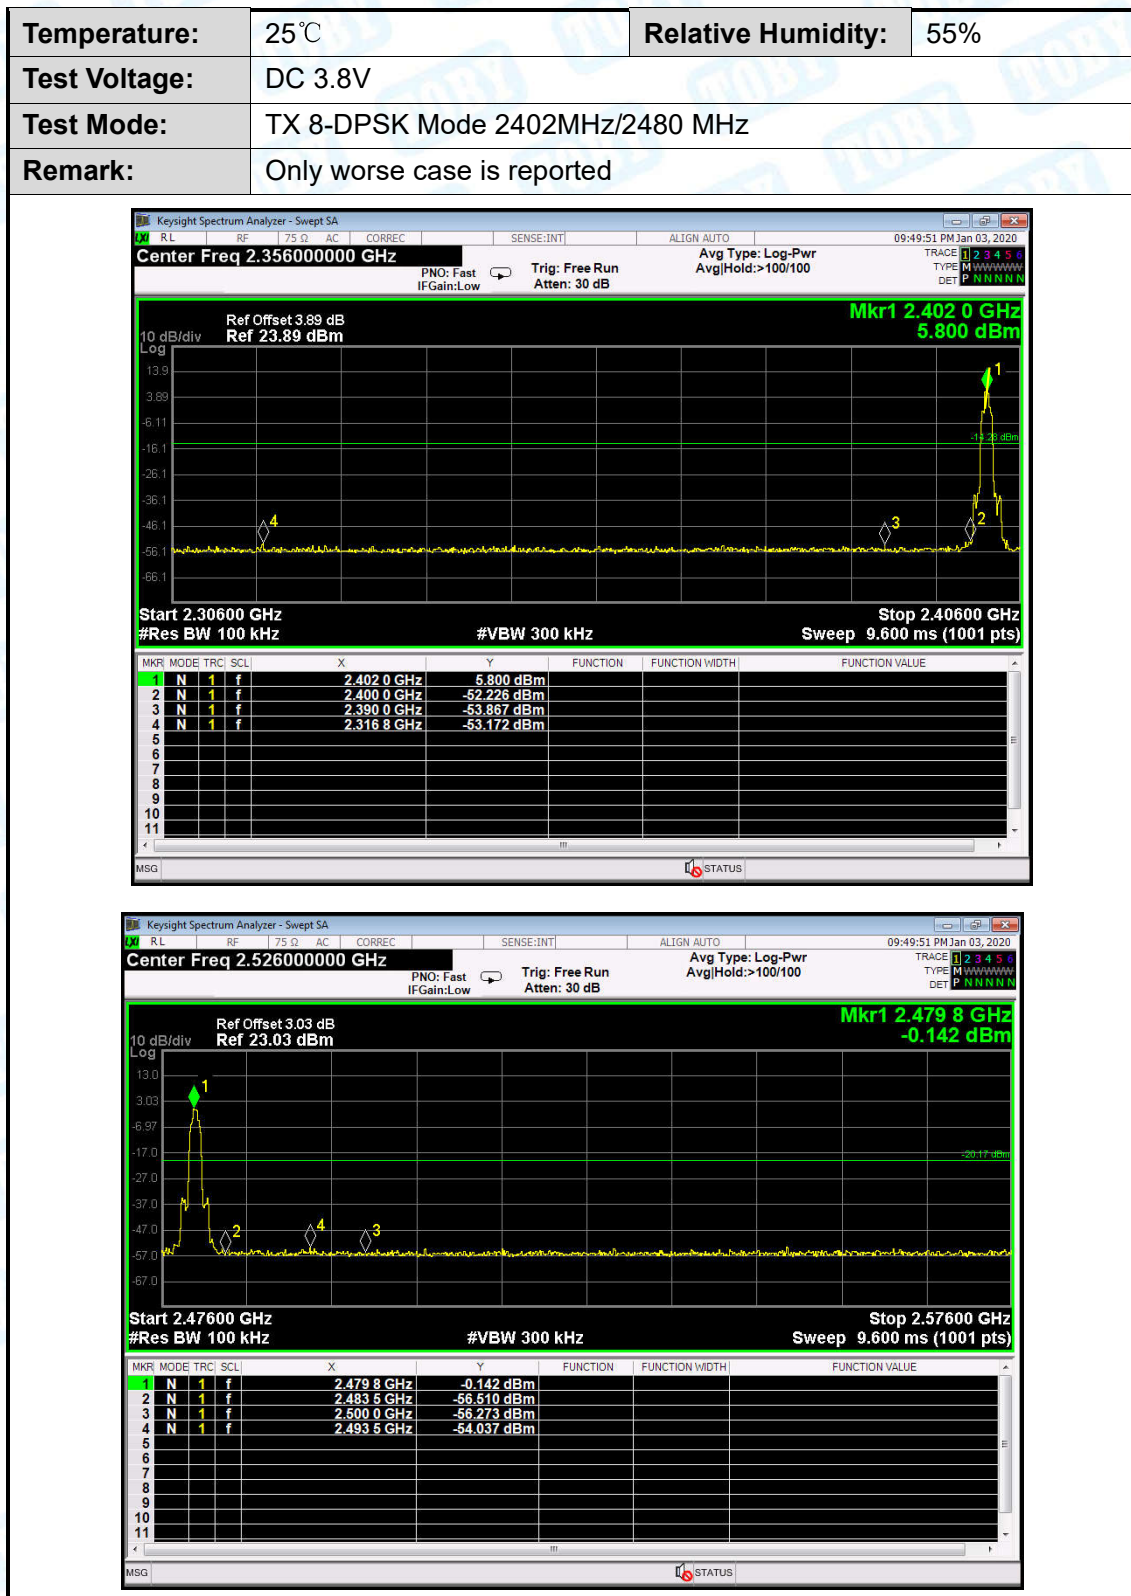 Temperature: 25℃ Relative Humidity: 55%
Test Voltage: DC 3.8V
Test Mode: TX 8-DPSK Mode 2402MHz/2480 MHz
Remark: Only worse case is reported
Keysight Spectrum Analyzer - Swept SA
LXI RL RF 75 Ω AC CORREC SENSE:INT ALIGN AUTO 09:49:51 PM Jan 03, 2020
Center Freq 2.356000000 GHz Avg Type: Log-Pwr TRACE 1 2 3 4 5 6
PNO: Fast Trig: Free Run Avg|Hold:>100/100 TYPE M WWWWW
IFGain:Low Atten: 30 dB DET P N N N N N
Mkr1 2.402 0 GHz
Ref Offset 3.89 dB
10 dB/div Ref 23.89 dBm 5.800 dBm
Log
13.9
1
3.89
-6.11
-14.23 dBm
-16.1
-26.1
-36.1
-46.1
4 3 2
-56.1
-66.1
Start 2.30600 GHz Stop 2.40600 GHz
#Res BW 100 kHz #VBW 300 kHz Sweep 9.600 ms (1001 pts)
MKR MODE TRC SCL X Y FUNCTION FUNCTION WIDTH FUNCTION VALUE
1 N 1 f 2.402 0 GHz 5.800 dBm
2 N 1 f 2.400 0 GHz -52.226 dBm
3 N 1 f 2.390 0 GHz -53.867 dBm
4 N 1 f 2.316 8 GHz -53.172 dBm
5
6
7
8
9
10
11
MSG STATUS
Keysight Spectrum Analyzer - Swept SA
LXI RL RF 75 Ω AC CORREC SENSE:INT ALIGN AUTO 09:49:51 PM Jan 03, 2020
Center Freq 2.526000000 GHz Avg Type: Log-Pwr TRACE 1 2 3 4 5 6
PNO: Fast Trig: Free Run Avg|Hold:>100/100 TYPE M WWWWW
IFGain:Low Atten: 30 dB DET P N N N N N
Mkr1 2.479 8 GHz
Ref Offset 3.03 dB
10 dB/div Ref 23.03 dBm -0.142 dBm
Log
13.0
1
3.03
-6.97
-17.0
-20.17 dBm
-27.0
-37.0
-47.0
2 4 3
-57.0
-67.0
Start 2.47600 GHz Stop 2.57600 GHz
#Res BW 100 kHz #VBW 300 kHz Sweep 9.600 ms (1001 pts)
MKR MODE TRC SCL X Y FUNCTION FUNCTION WIDTH FUNCTION VALUE
1 N 1 f 2.479 8 GHz -0.142 dBm
2 N 1 f 2.483 5 GHz -56.510 dBm
3 N 1 f 2.500 0 GHz -56.273 dBm
4 N 1 f 2.493 5 GHz -54.037 dBm
5
6
7
8
9
10
11
MSG STATUS